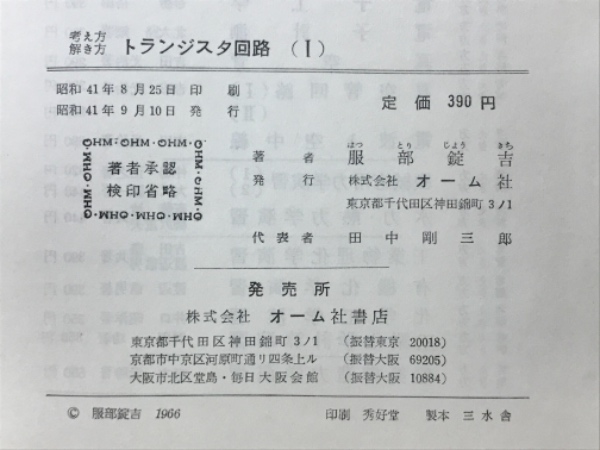 考え方
解き方 トランジスタ回路 (I)
昭和41年8月25日 印刷
昭和41年9月10日 発行
定価 390円
OHM・OHM・OHM・OHM・
著者承認
検印省略
著者 服部錠吉
はっとりじょうきち
発行 株式会社 オーム社
東京都千代田区神田錦町3ノ1
代表者 田中剛三郎
発売所
株式会社 オーム社書店
東京都千代田区神田錦町3ノ1 (振替東京 20018)
京都市中京区河原町通り四条上ル (振替大阪 69205)
大阪市北区堂島・毎日大阪会館 (振替大阪 10884)
© 服部錠吉 1966
印刷 秀好堂 製本 三水舎